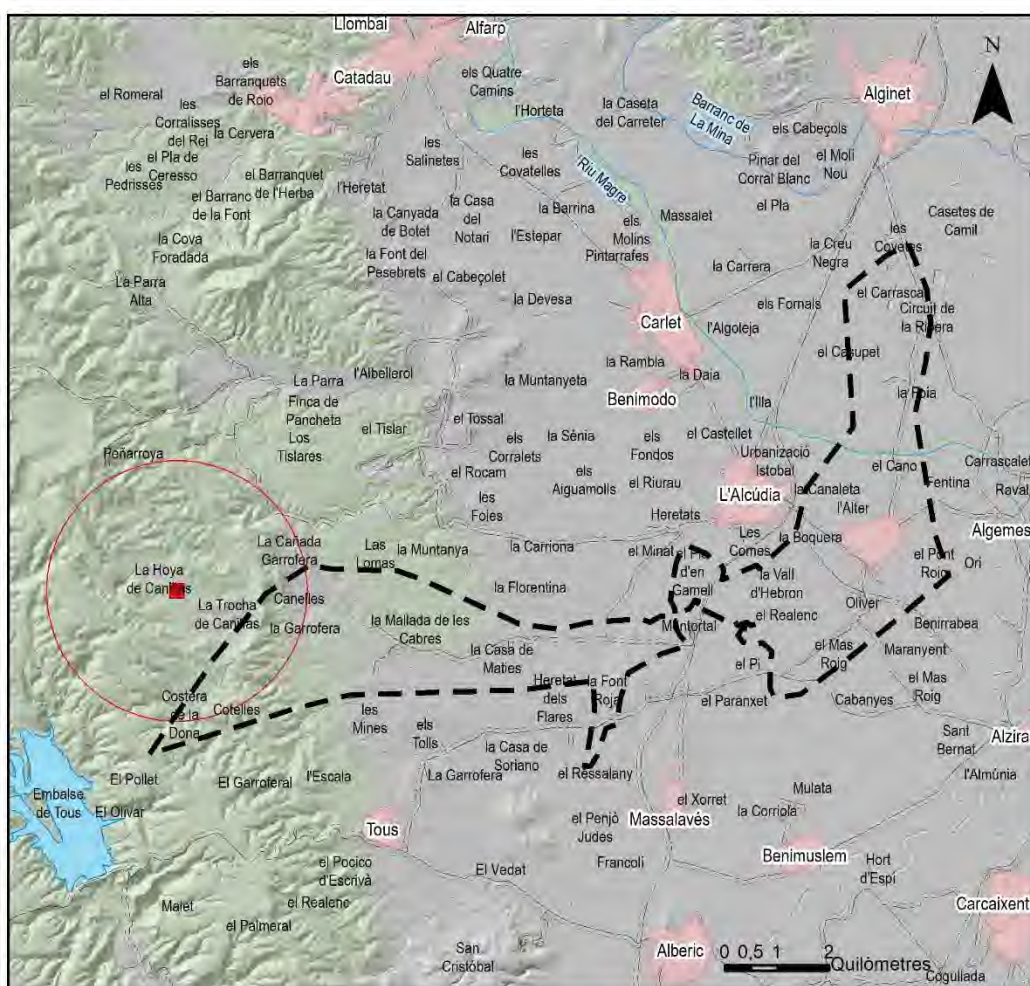 Llombai
Alfarp
N
els
Barranquets
de Roio
Catadau
els Quatre
Camins
Alginet
el Romeral
les
Corralisses
del Rei
la Cervera
l'Horteta
la Caseta
del Carreter
Barranc de
La Mina
els Cabeçols
les
Pedrisses
el Pla de
Ceresso
les
Salinetes
les
Covatelles
Riu Magre
Pinar del
Corral Blanc
el Molí
Nou
el Barranquet
de l'Herba
l'Heretat
el Barranc
de la Font
la Canyada
de Botet
la Casa
del
Notari
la Barrina
els
Molins
Massalet
el Pla
Casetes de
Camil
la Cova
Foradada
l'Estepar
Pintarrafes
les
Covetes
la Creu
Negra
la Font del
Pesebrets
el Cabeçolet
la Carrera
La Parra
Alta
la Devesa
els Fornals
el Carrascal
Circuit de
la Ribera
Carlet
l'Algoleja
el Casupet
l'Albellerol
la Parra
la Muntanyeta
la Rambla
la Daia
Finca de
Pancheta
Benimodo
l'Illa
la Foia
Los
Tislares
el Tislar
el Tossal
els
Corralets
la Sénia
els
Fondos
el Castellet
Peñarroya
el Rocam
els
Aiguamolls
el Riurau
Urbanizació
Istobal
el Cano
Carrascalet
Fentina
Raval
les
Foies
L'Alcúdia
la Canaleta
l'Alter
Heretats
Algemes
La Cañada
Garrofera
Las
Lomas
la Muntanya
la Carriona
el Minat
el Pla
d'en
Gamell
Les
Comes
la Boquera
el Pont
Roig
Orí
La Hoya
de Canillas
la Florentina
la Vall
d'Hebron
La Trocha
de Canillas
Canelles
la Garrofera
la Mallada de les
Cabres
Montortal
el Realenc
Oliver
Benirrabea
la Casa de
Maties
el Pi
el Mas
Roig
Maranyent
Costera
de la
Dona
Cotelles
les
Mines
Heretat
dels
Flares
la Font
Roja
el Paranxet
Cabanyes
el Mas
Roig
els
Tolls
la Casa de
Soriano
Sant
Bernat
Alzira
El Pollet
El Garroferal
l'Escala
La Garrofera
el Ressalany
l'Almúnia
Embalse
de Tous
El Olivar
el Xorret
Mulata
la Corriola
Tous
el Penjò
Judes
Massalavés
el Pocico
d'Escrivà
El Vedat
Francolí
Benimuslem
Hort
d'Espí
Malet
el Realenc
el Palmeral
Carcaixent
San
Cristóbal
Alberic
0 0,5 1 2
Quilòmetres
Cogullada